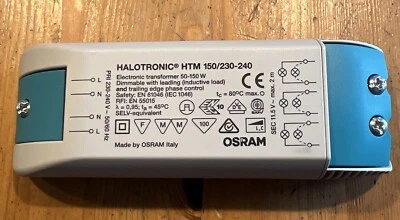 HALOTRONIC® HTM 150/230-240
Electronic transformer 50-150 W
Dimmable with leading (inductive load)
and trailing edge phase control
Safety: EN 61046 (IEC 1046)
RFI: EN 55015
λ = 0,95; ta = 45°C
SELV-equivalent
tc = 80°C max.
PRI 230-240 V ~ 50/60 Hz
L
L
N
N
F
M
M
100
10
L,C
Made by OSRAM Italy
OSRAM
SEC 11.5 V~ max. 2 m